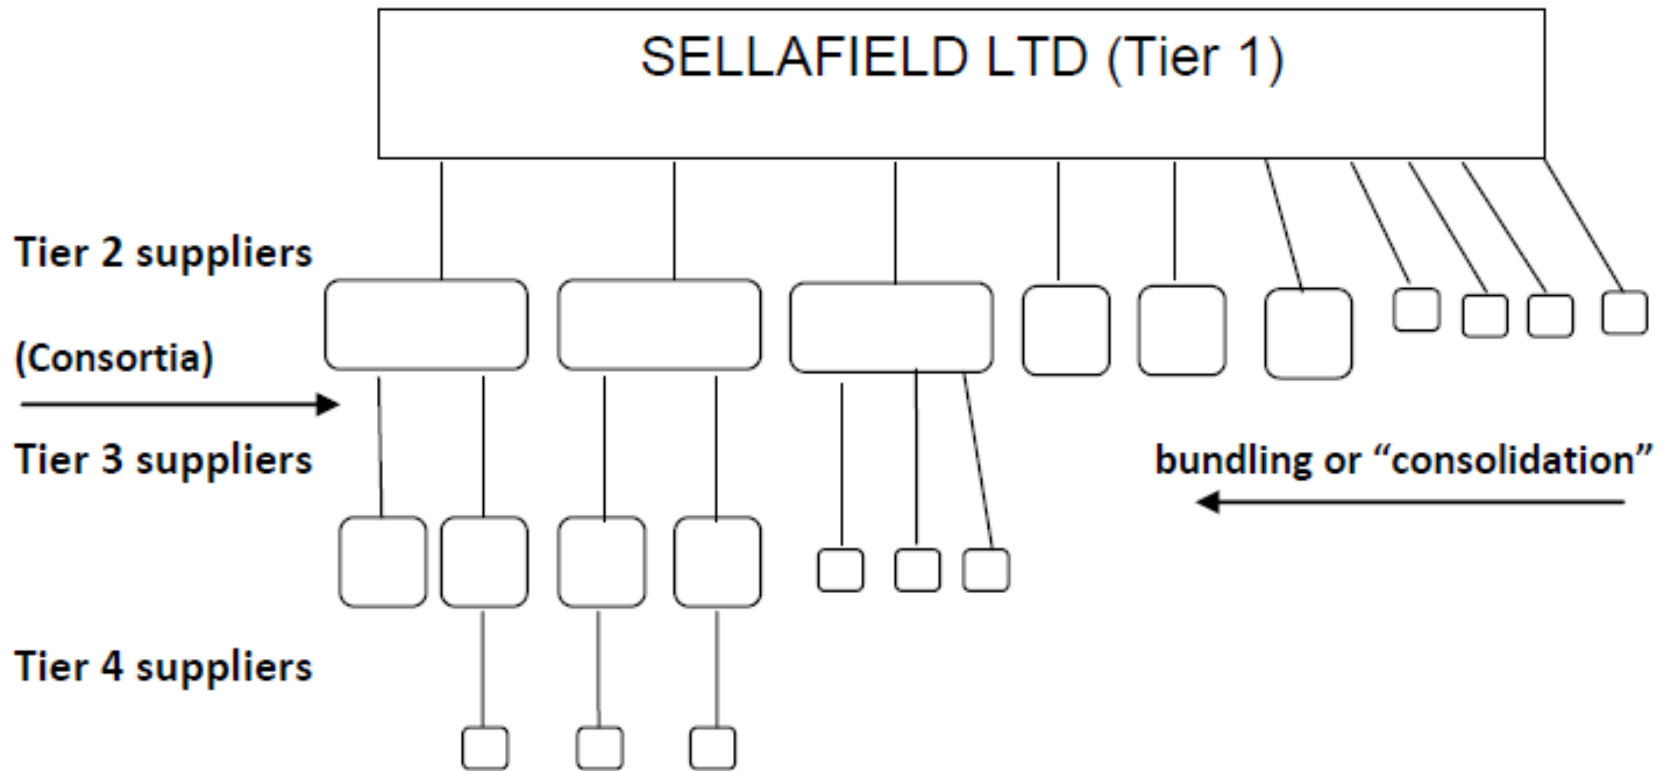 SELLAFIELD LTD (Tier 1)
Tier 2 suppliers
(Consortia)
Tier 3 suppliers
bundling or “consolidation”
Tier 4 suppliers